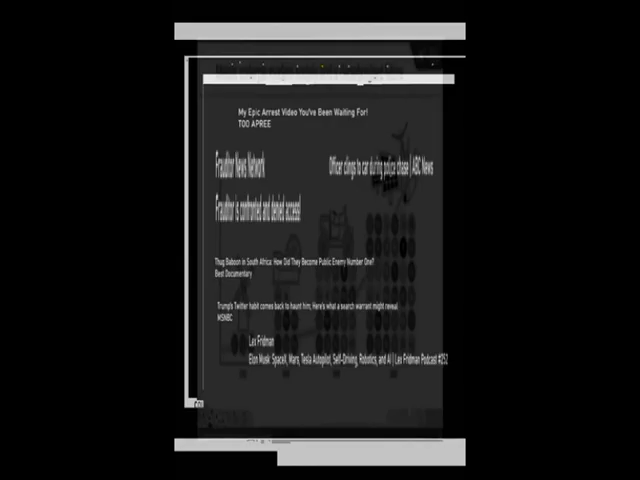 My Epic Arrest Video You've Been Waiting For!
TOO APREE
Frauditor News Network
Officer clings to car during police chase | ABC News
Frauditor is confronted and denied access!
Thug Baboon in South Africa: How Did They Become Public Enemy Number One?
Best Documentary
Trump's Twitter habit comes back to haunt him; Here's what a search warrant might reveal
MSNBC
Lex Fridman
Elon Musk: SpaceX, Mars, Tesla Autopilot, Self-Driving, Robotics, and AI | Lex Fridman Podcast #252